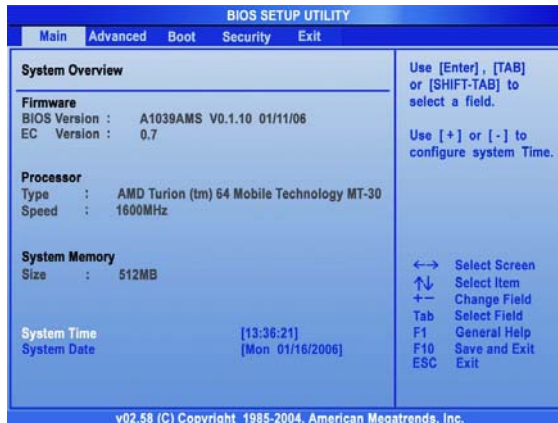 BIOS SETUP UTILITY
Main Advanced Boot Security Exit
System Overview
Firmware
BIOS Version : A1039AMS V0.1.10 01/11/06
EC Version : 0.7
Processor
Type : AMD Turion (tm) 64 Mobile Technology MT-30
Speed : 1600MHz
System Memory
Size : 512MB
System Time [13:36:21]
System Date [Mon 01/16/2006]
Use [Enter], [TAB]
or [SHIFT-TAB] to
select a field.
Use [+] or [-] to
configure system Time.
←→ Select Screen
↑↓ Select Item
+- Change Field
Tab Select Field
F1 General Help
F10 Save and Exit
ESC Exit
v02.58 (C) Copyright 1985-2004, American Megatrends, Inc.